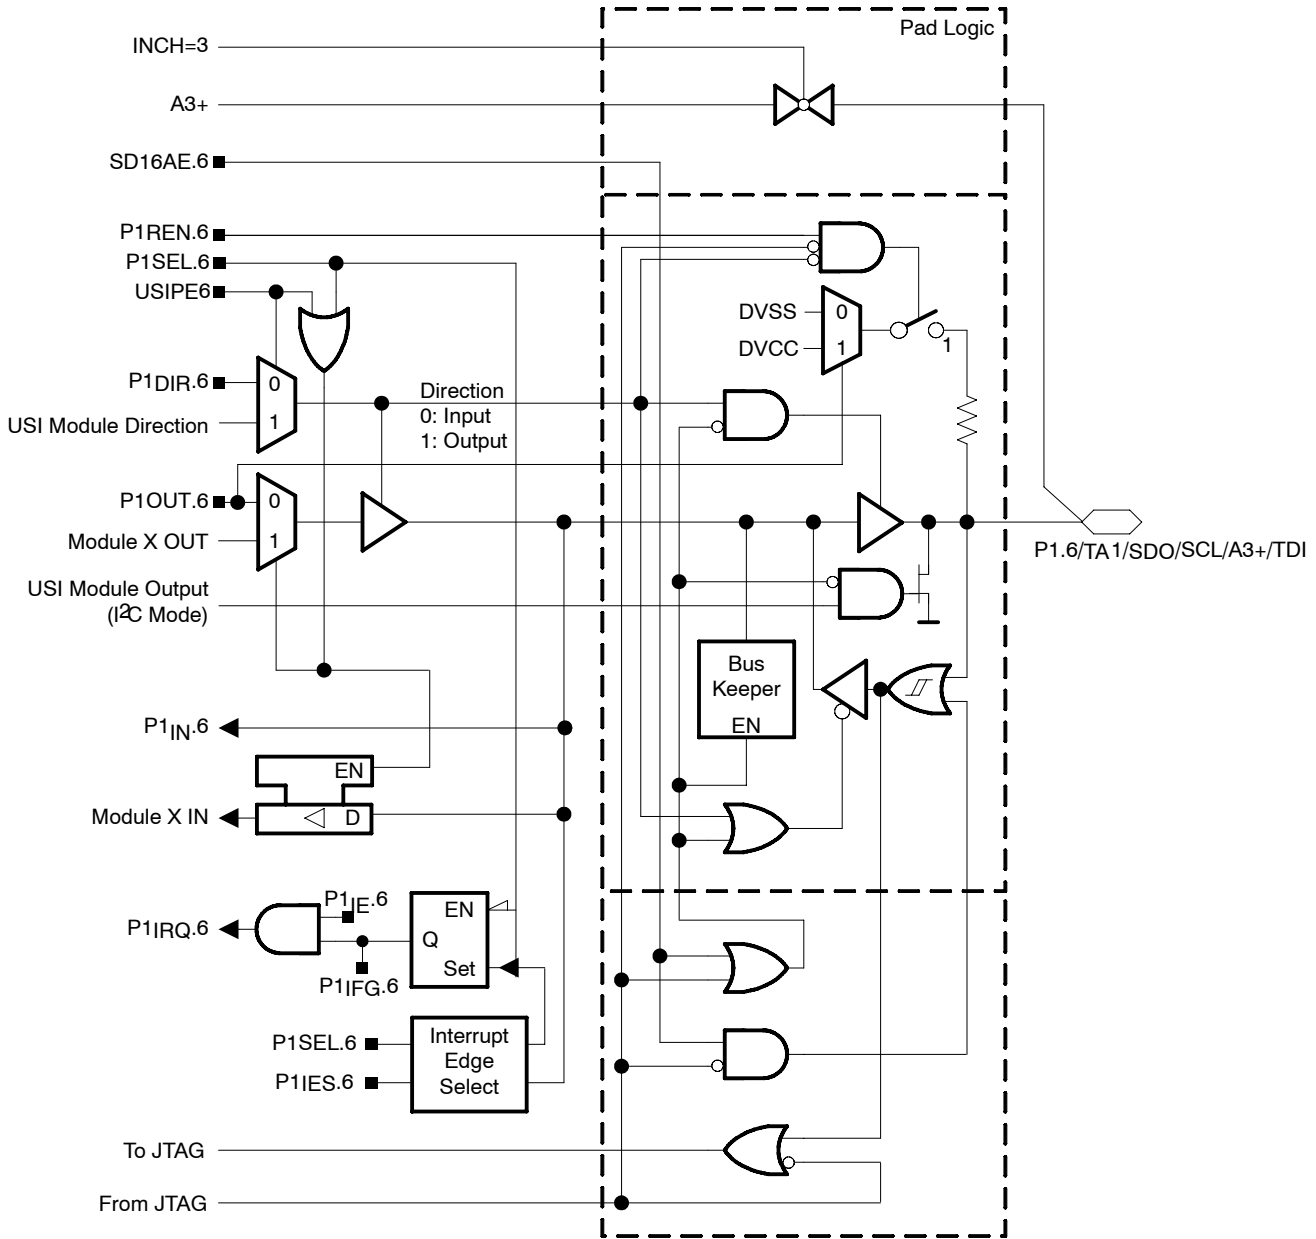 Pad Logic
INCH=3
A3+
SD16AE.6
P1REN.6
P1SEL.6
USIPE6
DVSS
0
DVCC
1
1
P1DIR.6
0
USI Module Direction
1
Direction
0: Input
1: Output
P1OUT.6
0
Module X OUT
1
P1.6/TA1/SDO/SCL/A3+/TDI
USI Module Output
(I2C Mode)
Bus
Keeper
EN
P1IN.6
EN
Module X IN
D
P1IE.6
EN
P1IRQ.6
Q
Set
P1IFG.6
P1SEL.6
Interrupt
Edge
Select
P1IES.6
To JTAG
From JTAG